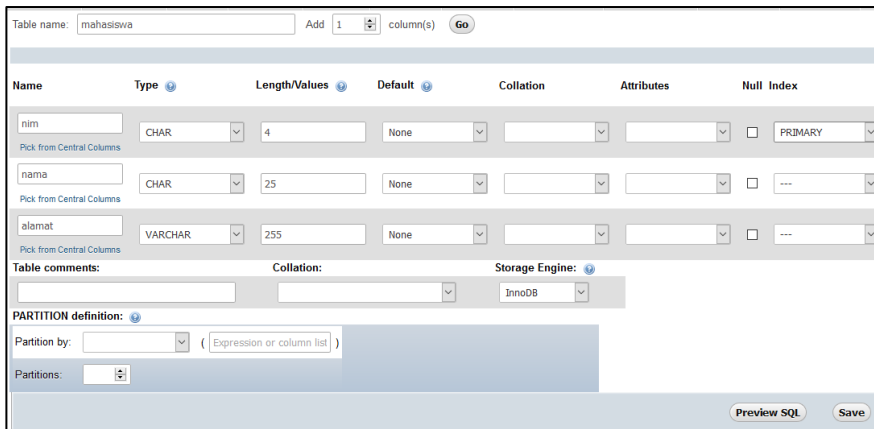 Table name: mahasiswa Add 1 column(s) Go
Name Type Length/Values Default Collation Attributes Null Index
nim CHAR 4 None PRIMARY
Pick from Central Columns
nama CHAR 25 None ---
Pick from Central Columns
alamat VARCHAR 255 None ---
Pick from Central Columns
Table comments: Collation: Storage Engine:
InnoDB
PARTITION definition:
Partition by: ( Expression or column list )
Partitions:
Preview SQL Save